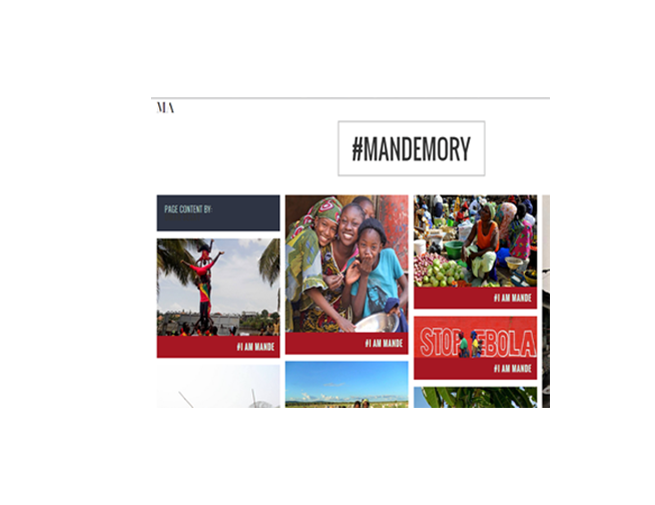 MA
#MANDEMORY
PAGE CONTENT BY:
#I AM MANDE
#I AM MANDE
#I AM MANDE
STOP EBOLA
#I AM MANDE